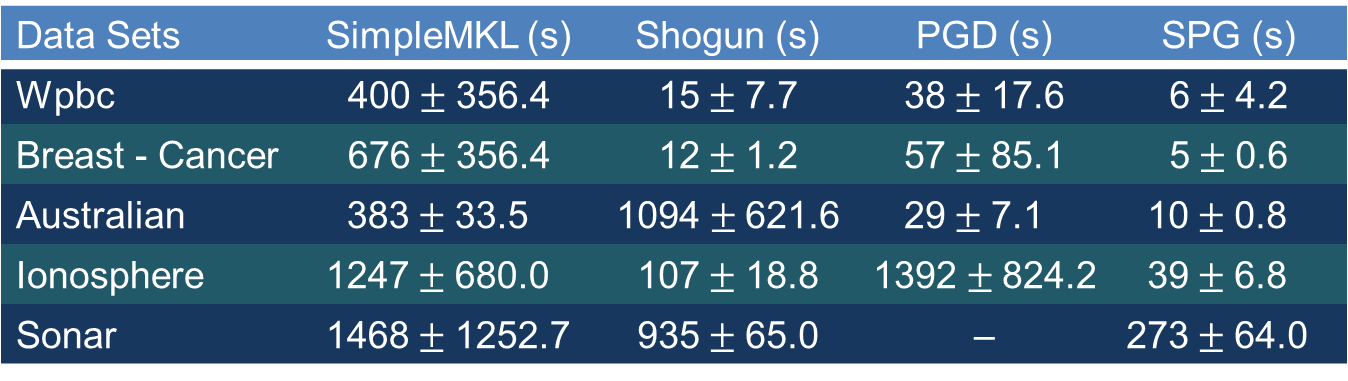 Data Sets SimpleMKL (s) Shogun (s) PGD (s) SPG (s)
Wpbc 400 ± 356.4 15 ± 7.7 38 ± 17.6 6 ± 4.2
Breast - Cancer 676 ± 356.4 12 ± 1.2 57 ± 85.1 5 ± 0.6
Australian 383 ± 33.5 1094 ± 621.6 29 ± 7.1 10 ± 0.8
Ionosphere 1247 ± 680.0 107 ± 18.8 1392 ± 824.2 39 ± 6.8
Sonar 1468 ± 1252.7 935 ± 65.0 – 273 ± 64.0